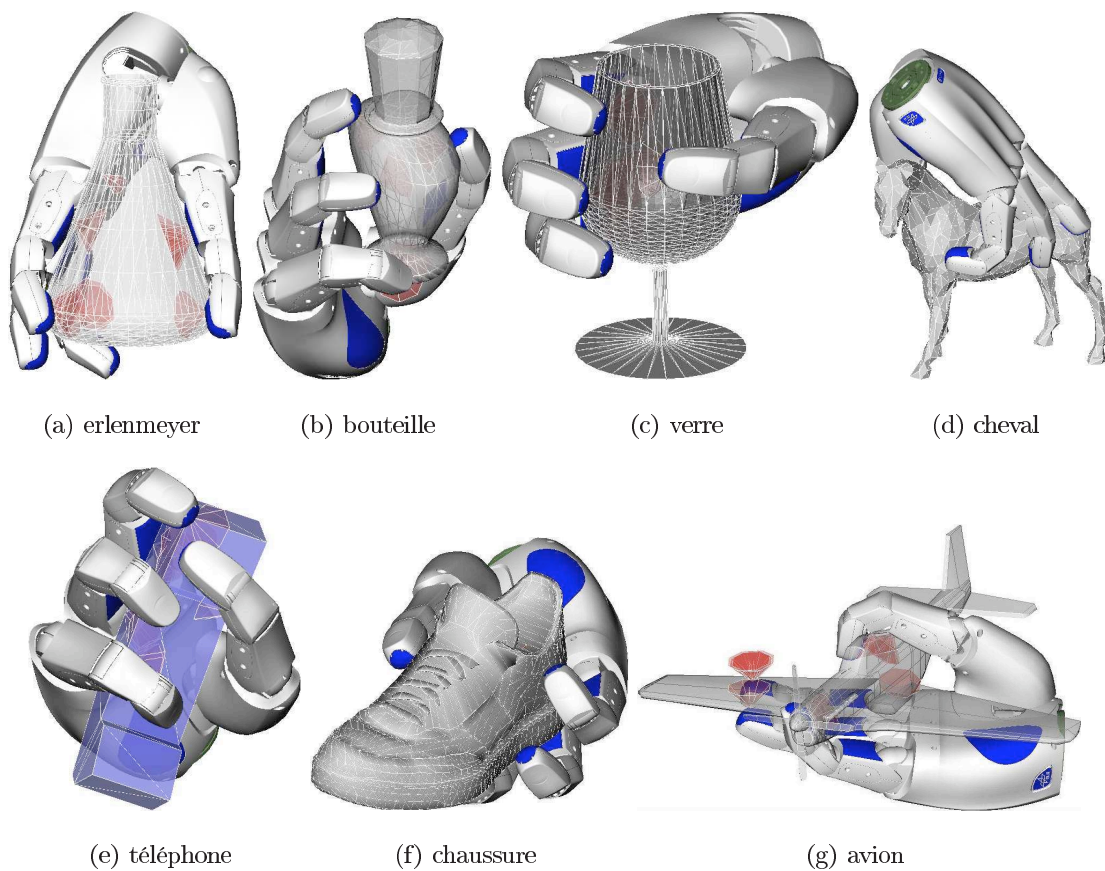 (a) erlenmeyer
(b) bouteille
(c) verre
(d) cheval
(e) téléphone
(f) chaussure
(g) avion